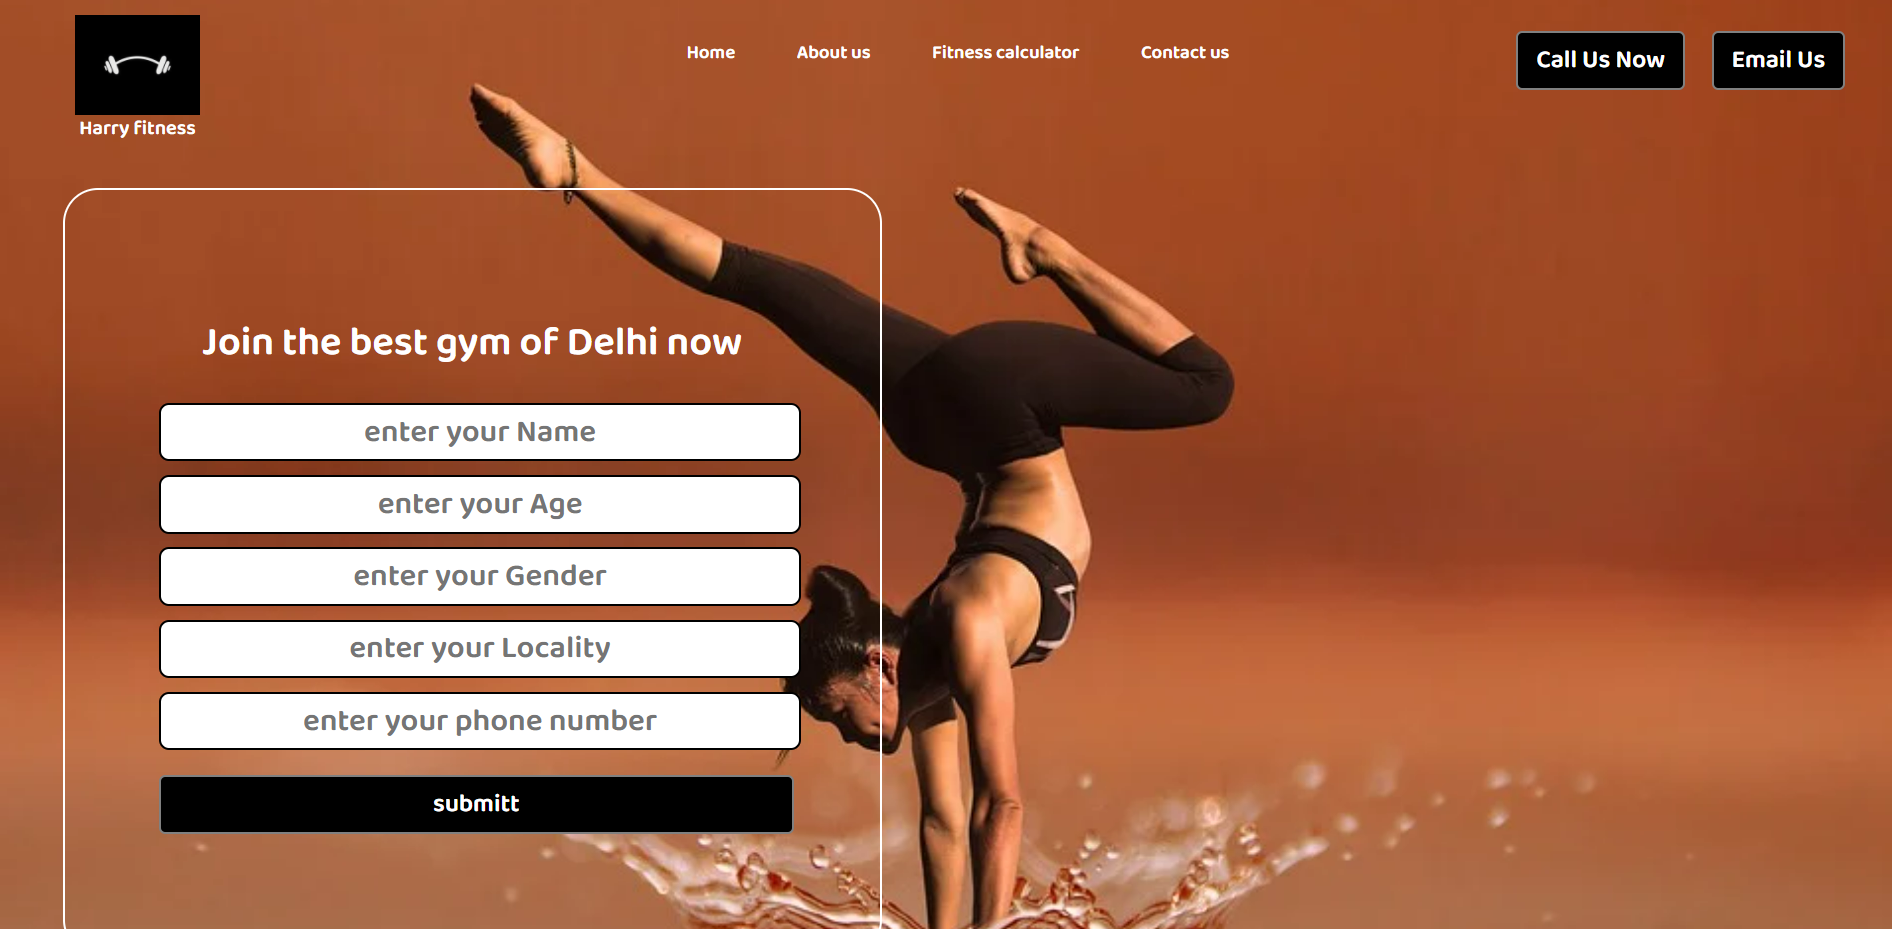 Harry fitness
Home
About us
Fitness calculator
Contact us
Call Us Now
Email Us
Join the best gym of Delhi now
enter your Name
enter your Age
enter your Gender
enter your Locality
enter your phone number
submitt